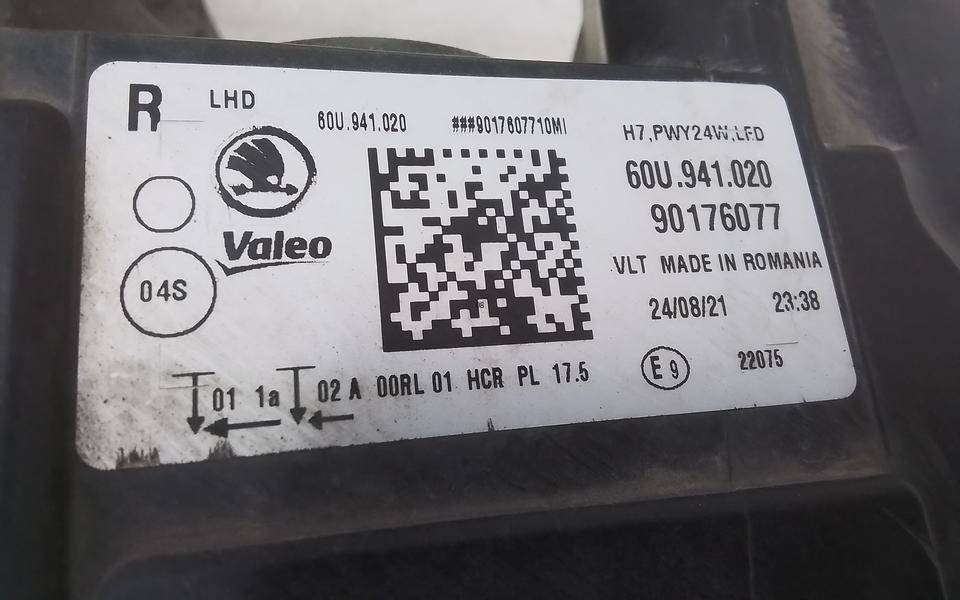 R LHD
60U.941.020 ###9017607710MI
H7,PWY24W,LED
60U.941.020
90176077
Valeo
VLT MADE IN ROMANIA
04S
24/08/21 23:38
E 9 22075
01 1a 02 A 00RL 01 HCR PL 17.5